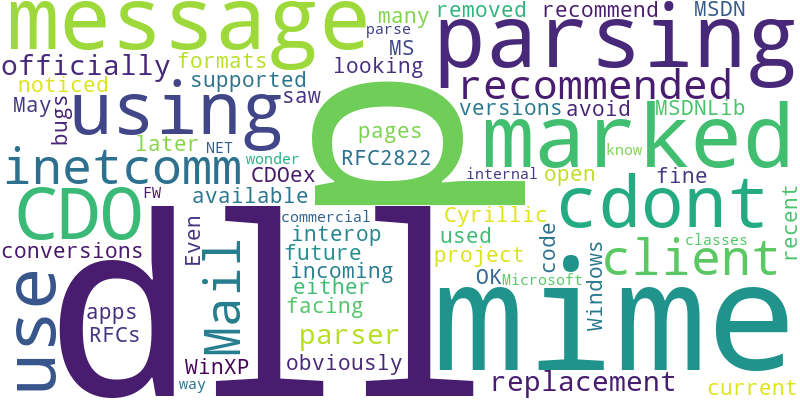 message
many
removed
recommend
MSDN
parse
MS
parsing
officially
formats
looking
noticed
supported
recommended
May
bugs
using
saw
versions
avoid
MSDNLib
later
NET
p
pages
marked
RFC2822
know
inetcomm
wonder
CDOex
internal
open
fine
CDO
FW
available
cdont
recent
commercial
Cyrillic
conversions
Even
Mail
interop
used
code
classes
future
project
Windows
client
use
incoming
either
OK
Microsoft
dll
mime
apps
facing
RFCs
parser
WinXP
obviously
way
replacement
current